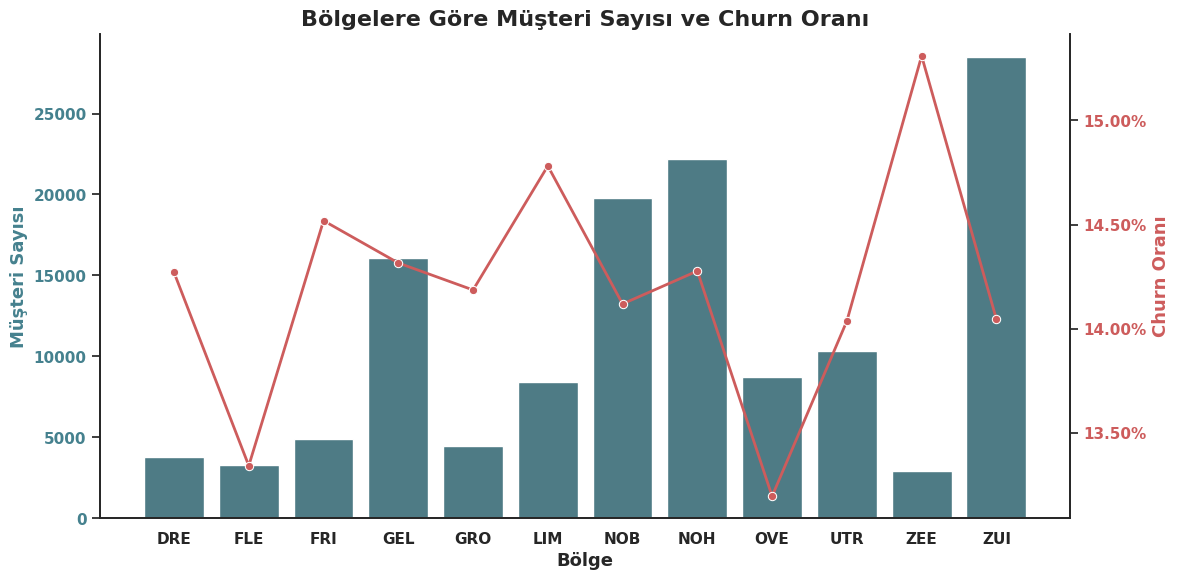 Bölgelere Göre Müşteri Sayısı ve Churn Oranı
Müşteri Sayısı
25000
20000
15000
10000
5000
0
15.00%
14.50%
14.00%
13.50%
Churn Oranı
DRE FLE FRI GEL GRO LIM NOB NOH OVE UTR ZEE ZUI
Bölge